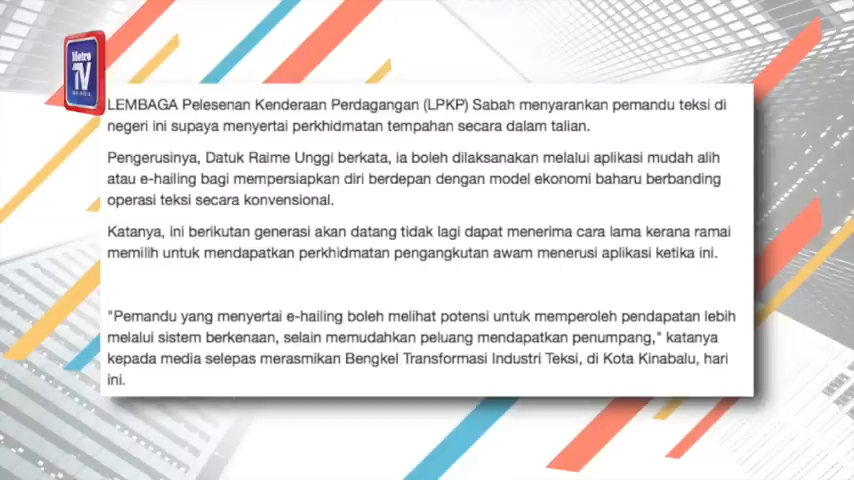 Metro
TV
LEMBAGA Pelesenan Kenderaan Perdagangan (LPKP) Sabah menyarankan pemandu teksi di
negeri ini supaya menyertai perkhidmatan tempahan secara dalam talian.
Pengerusinya, Datuk Raime Unggi berkata, ia boleh dilaksanakan melalui aplikasi mudah alih
atau e-hailing bagi mempersiapkan diri berdepan dengan model ekonomi baharu berbanding
operasi teksi secara konvensional.
Katanya, ini berikutan generasi akan datang tidak lagi dapat menerima cara lama kerana ramai
memilih untuk mendapatkan perkhidmatan pengangkutan awam menerusi aplikasi ketika ini.
"Pemandu yang menyertai e-hailing boleh melihat potensi untuk memperoleh pendapatan lebih
melalui sistem berkenaan, selain memudahkan peluang mendapatkan penumpang," katanya
kepada media selepas merasmikan Bengkel Transformasi Industri Teksi, di Kota Kinabalu, hari
ini.